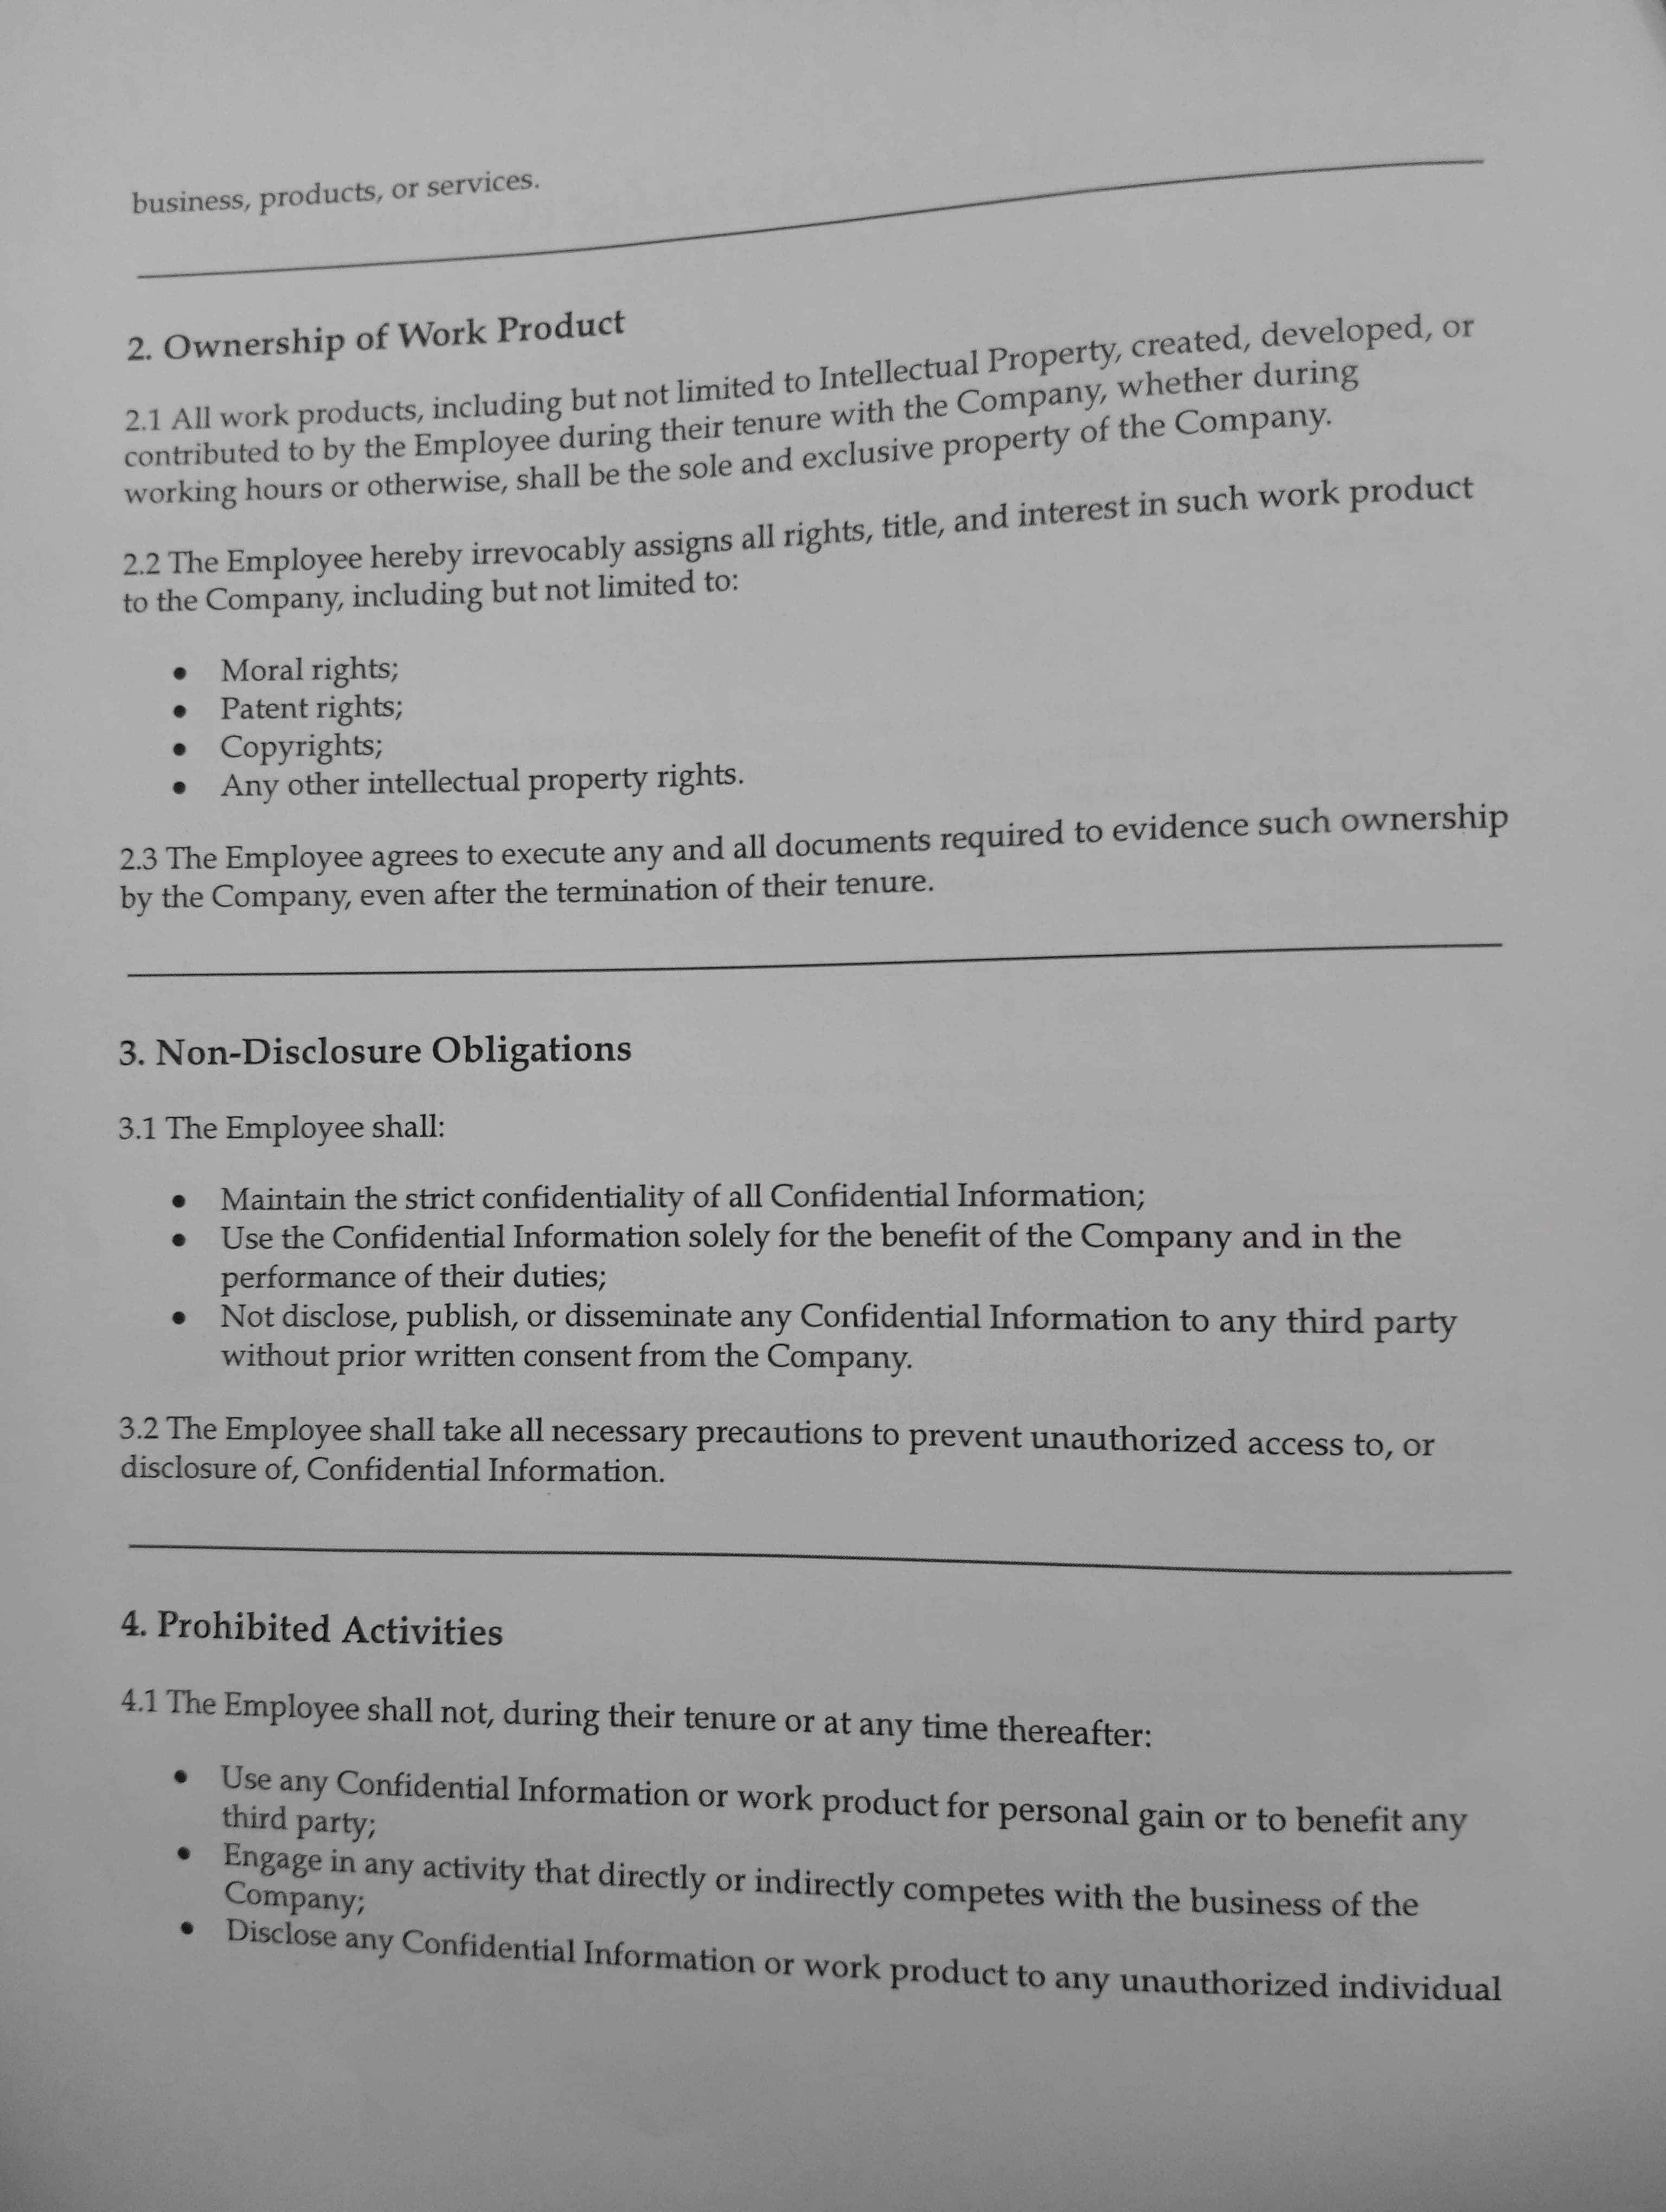 business, products, or services.
2. Ownership of Work Product
2.1 All work products, including but not limited to Intellectual Property, created, developed, or
contributed to by the Employee during their tenure with the Company, whether during
working hours or otherwise, shall be the sole and exclusive property of the Company.
2.2 The Employee hereby irrevocably assigns all rights, title, and interest in such work product
to the Company, including but not limited to:
• Moral rights;
• Patent rights;
• Copyrights;
• Any other intellectual property rights.
2.3 The Employee agrees to execute any and all documents required to evidence such ownership
by the Company, even after the termination of their tenure.
3. Non-Disclosure Obligations
3.1 The Employee shall:
• Maintain the strict confidentiality of all Confidential Information;
• Use the Confidential Information solely for the benefit of the Company and in the
performance of their duties;
• Not disclose, publish, or disseminate any Confidential Information to any third party
without prior written consent from the Company.
3.2 The Employee shall take all necessary precautions to prevent unauthorized access to, or
disclosure of, Confidential Information.
4. Prohibited Activities
4.1 The Employee shall not, during their tenure or at any time thereafter:
• Use any Confidential Information or work product for personal gain or to benefit any
third party;
• Engage in any activity that directly or indirectly competes with the business of the
Company;
• Disclose any Confidential Information or work product to any unauthorized individual